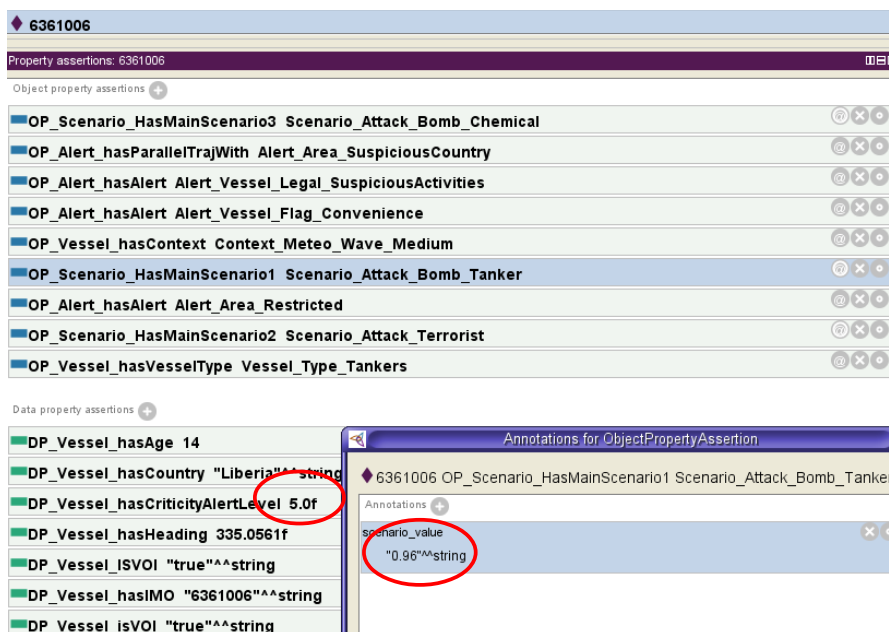 6361006
Property assertions: 6361006
Object property assertions
OP_Scenario_HasMainScenario3 Scenario_Attack_Bomb_Chemical
OP_Alert_hasParallelTrajWith Alert_Area_SuspiciousCountry
OP_Alert_hasAlert Alert_Vessel_Legal_SuspiciousActivities
OP_Alert_hasAlert Alert_Vessel_Flag_Convenience
OP_Vessel_hasContext Context_Meteo_Wave_Medium
OP_Scenario_HasMainScenario1 Scenario_Attack_Bomb_Tanker
OP_Alert_hasAlert Alert_Area_Restricted
OP_Scenario_HasMainScenario2 Scenario_Attack_Terrorist
OP_Vessel_hasVesselType Vessel_Type_Tankers
Data property assertions
DP_Vessel_hasAge 14
DP_Vessel_hasCountry "Liberia"^^string
DP_Vessel_hasCriticityAlertLevel 5.0f
DP_Vessel_hasHeading 335.0561f
DP_Vessel_ISVOI "true"^^string
DP_Vessel_hasIMO "6361006"^^string
DP_Vessel_isVOI "true"^^string
Annotations for ObjectPropertyAssertion
6361006 OP_Scenario_HasMainScenario1 Scenario_Attack_Bomb_Tanker
Annotations
scenario_value
"0.96"^^string